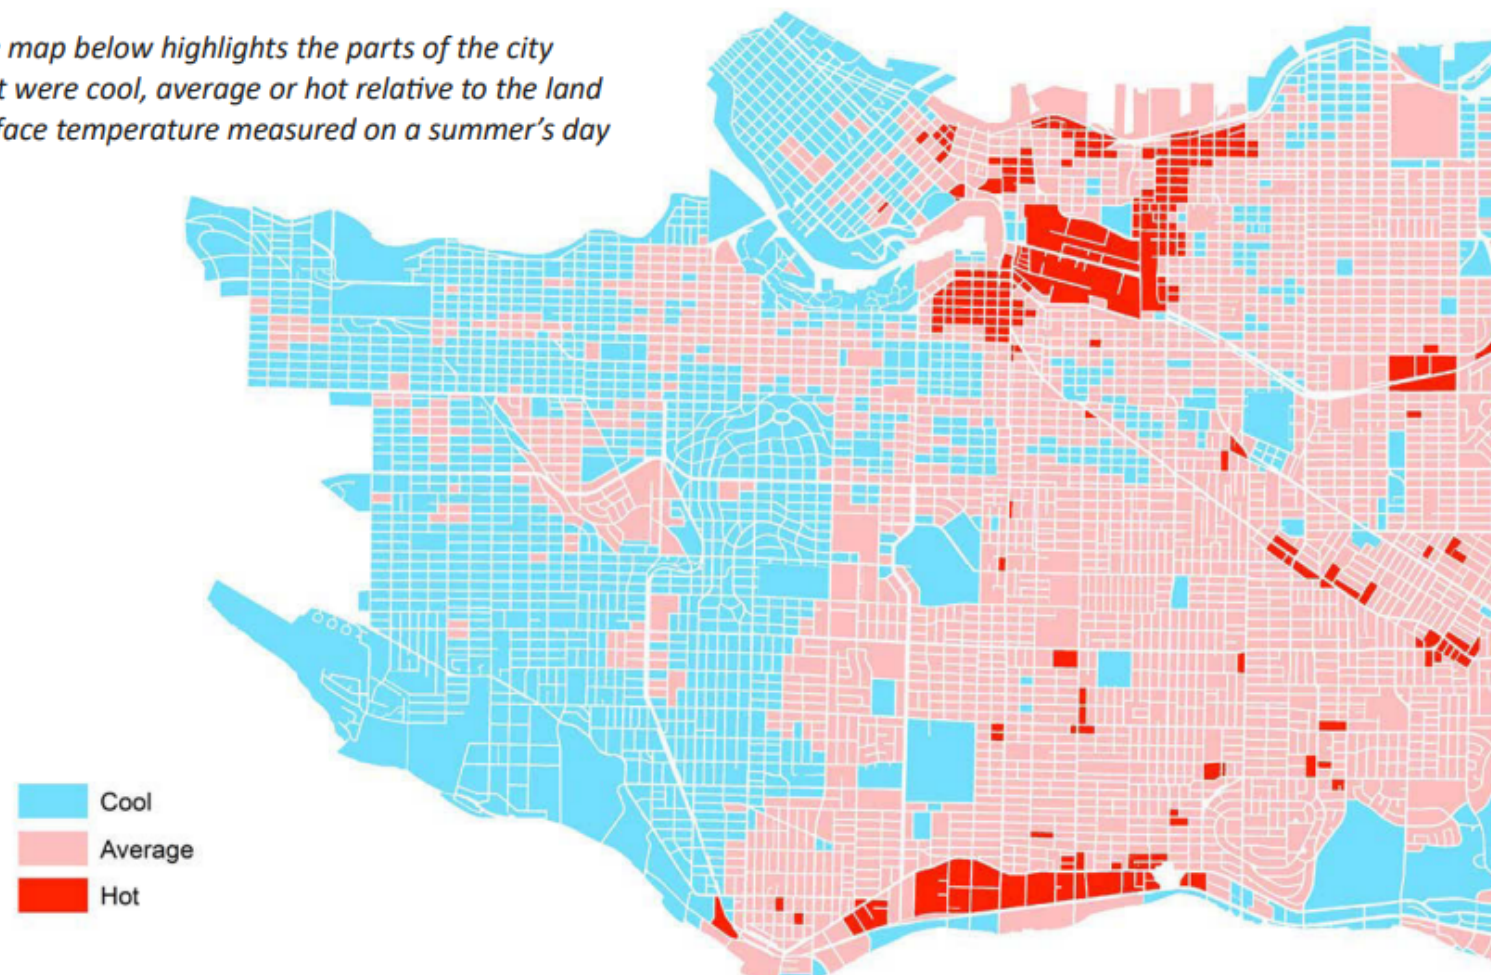 map below highlights the parts of the city
were cool, average or hot relative to the land
temperature measured on a summer's day
Cool
Average
Hot